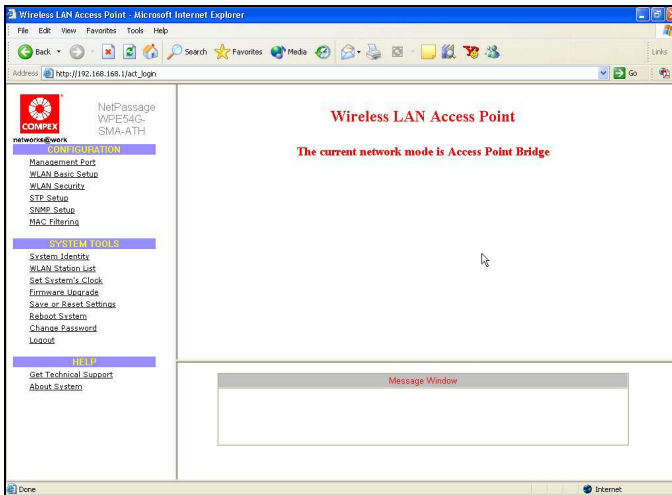 Wireless LAN Access Point - Microsoft Internet Explorer
File Edit View Favorites Tools Help
Back Search Favorites Media Links
Address http://192.168.168.1/act_login Go
COMPEX
networks@work
NetPassage
WPE54G-
SMA-ATH
CONFIGURATION
Management Port
WLAN Basic Setup
WLAN Security
STP Setup
SNMP Setup
MAC Filtering
SYSTEM TOOLS
System Identity
WLAN Station List
Set System's Clock
Firmware Upgrade
Save or Reset Settings
Reboot System
Change Password
Logout
HELP
Get Technical Support
About System
Wireless LAN Access Point
The current network mode is Access Point Bridge
Message Window
Done Internet